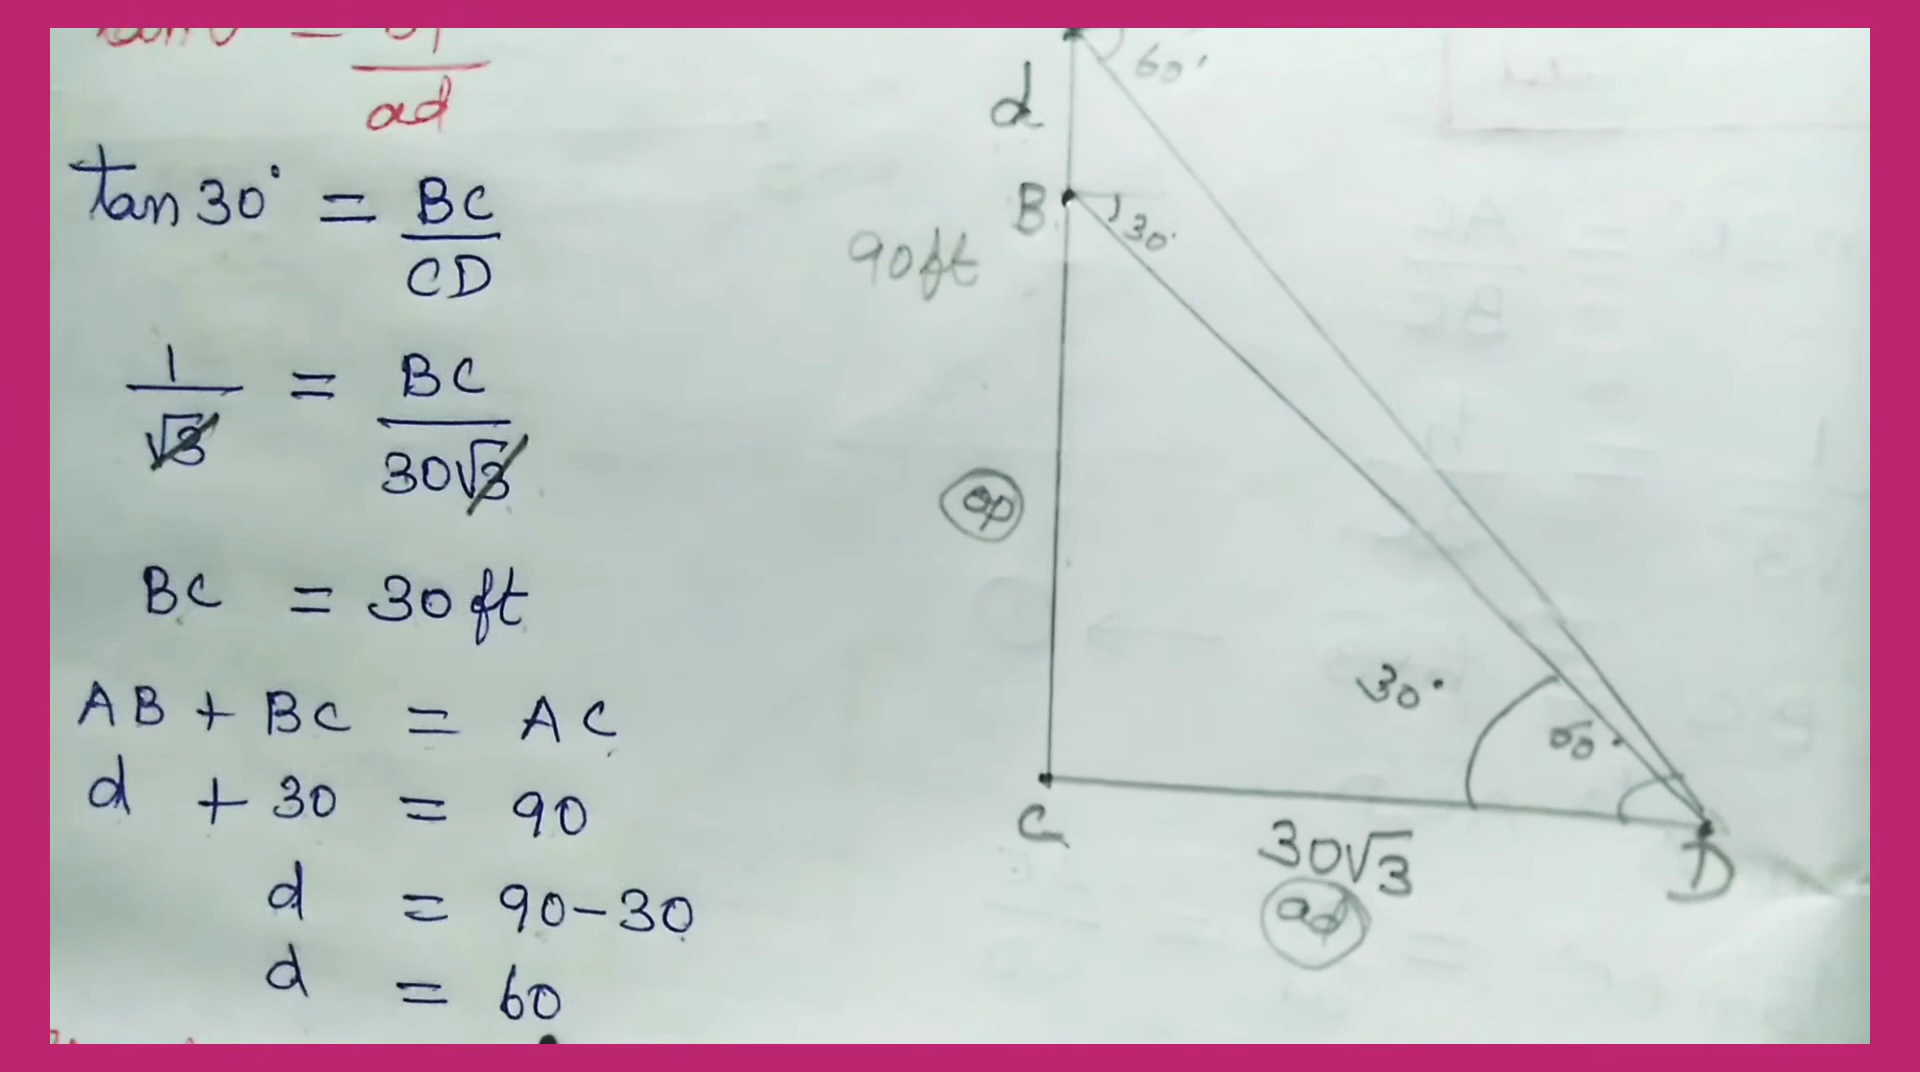 ad
tan 30° = BC
CD
1 = BC
√3 30√3
BC = 30 ft
AB + BC = AC
d + 30 = 90
d = 90-30
d = 60
60°
d
B
30°
90ft
op
30°
60°
C
30√3
ad
D